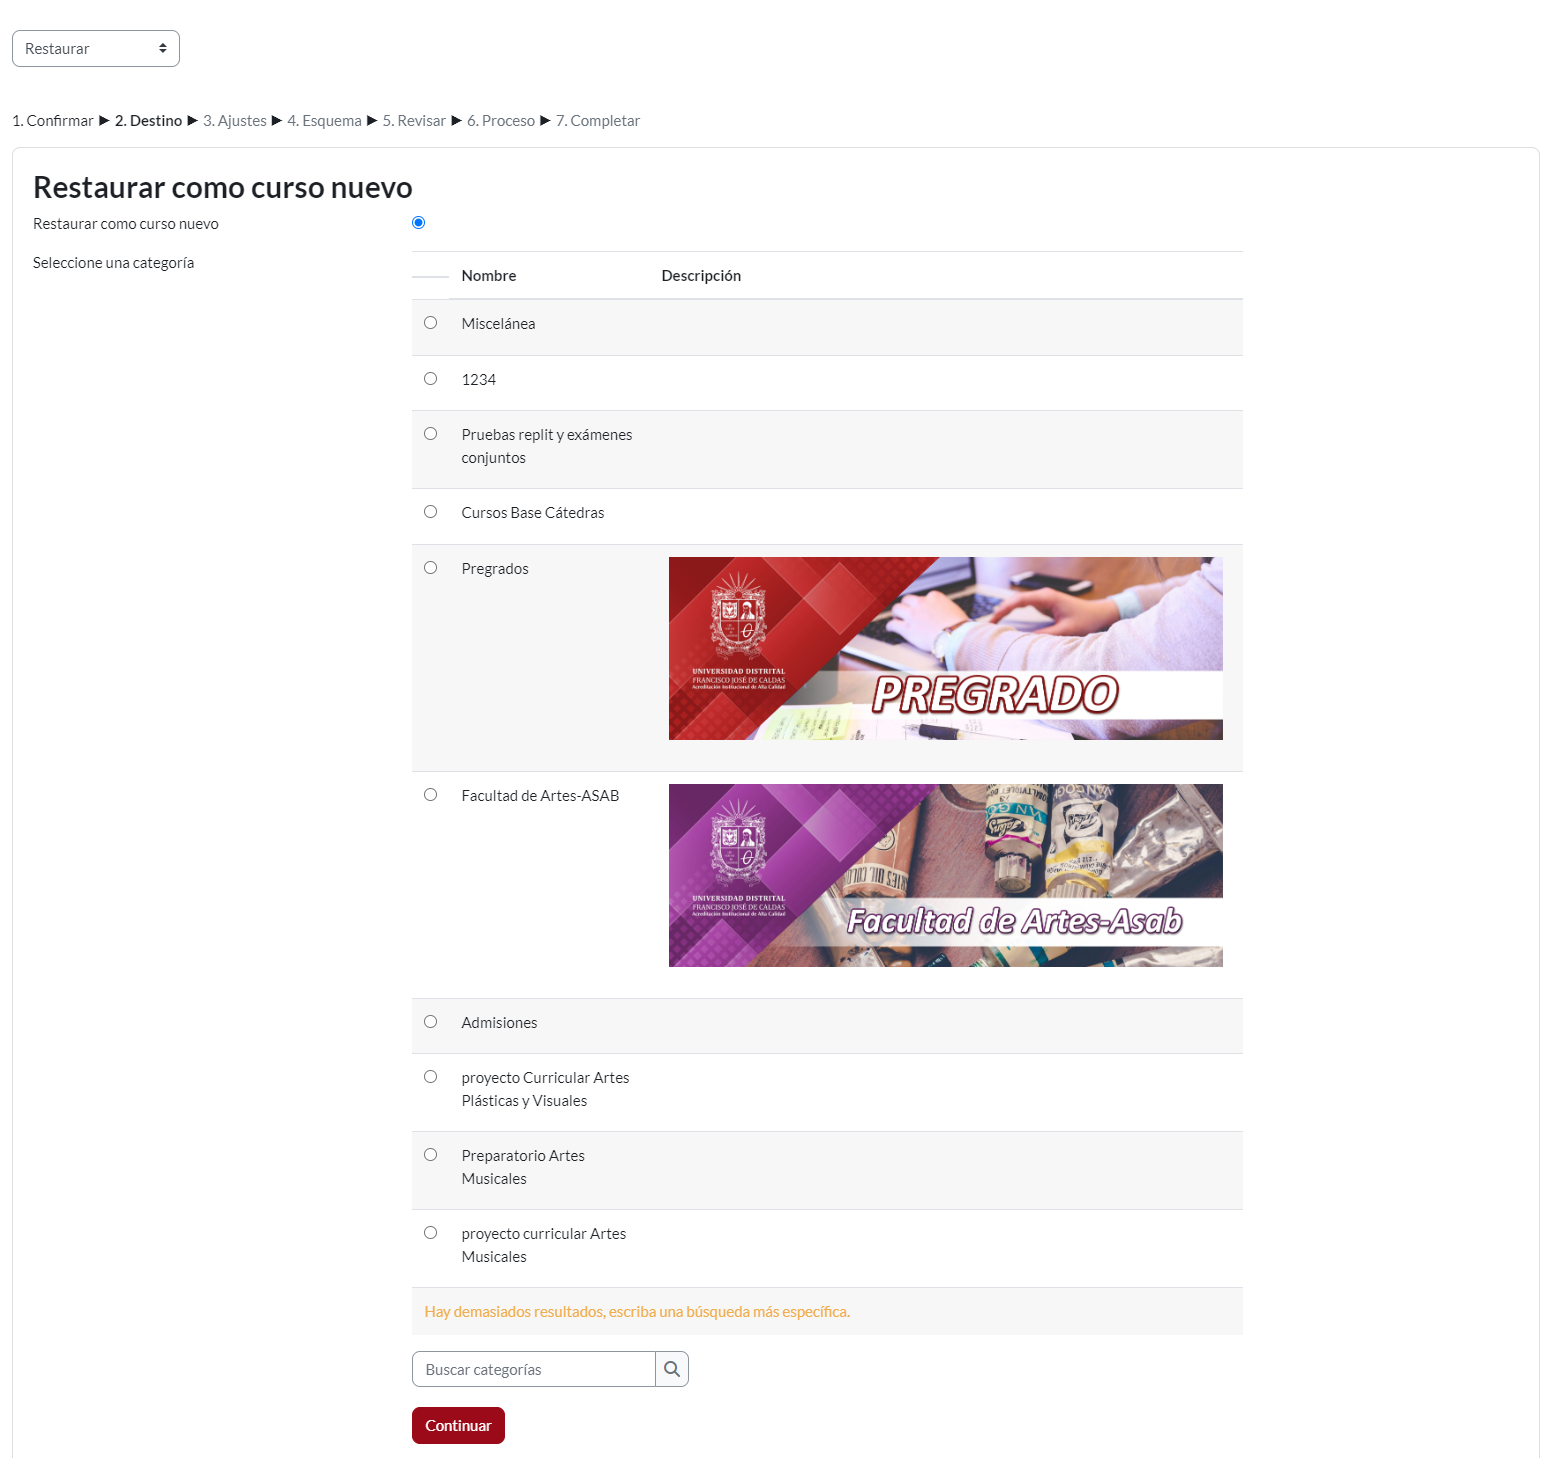 Restaurar
1. Confirmar ► 2. Destino ► 3. Ajustes ► 4. Esquema ► 5. Revisar ► 6. Proceso ► 7. Completar
Restaurar como curso nuevo
Restaurar como curso nuevo
Seleccione una categoría
Nombre Descripción
Miscelánea
1234
Pruebas replit y exámenes
conjuntos
Cursos Base Cátedras
Pregrados
UNIVERSIDAD DISTRITAL
FRANCISCO JOSÉ DE CALDAS
Acreditación Institucional de Alta Calidad
PREGRADO
Facultad de Artes-ASAB
UNIVERSIDAD DISTRITAL
FRANCISCO JOSÉ DE CALDAS
Acreditación Institucional de Alta Calidad
Facultad de Artes-Asab
Admisiones
proyecto Curricular Artes
Plásticas y Visuales
Preparatorio Artes
Musicales
proyecto curricular Artes
Musicales
Hay demasiados resultados, escriba una búsqueda más específica.
Buscar categorías
Continuar